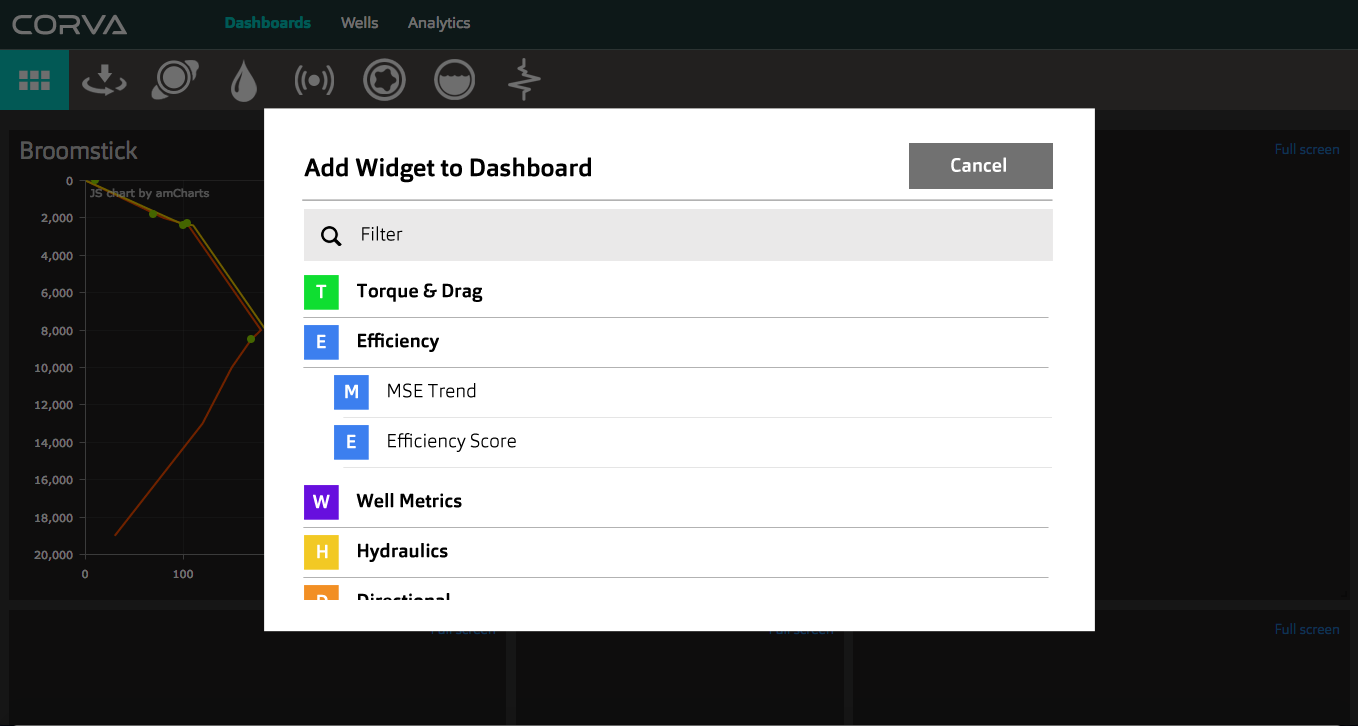 CORVA
Dashboards Wells Analytics
Broomstick
Full screen
Add Widget to Dashboard
Cancel
Filter
T Torque & Drag
E Efficiency
M MSE Trend
E Efficiency Score
W Well Metrics
H Hydraulics
D Directional
JS chart by amCharts
0
2,000
4,000
6,000
8,000
10,000
12,000
14,000
16,000
18,000
20,000
0 100
Full screen Full screen Full screen